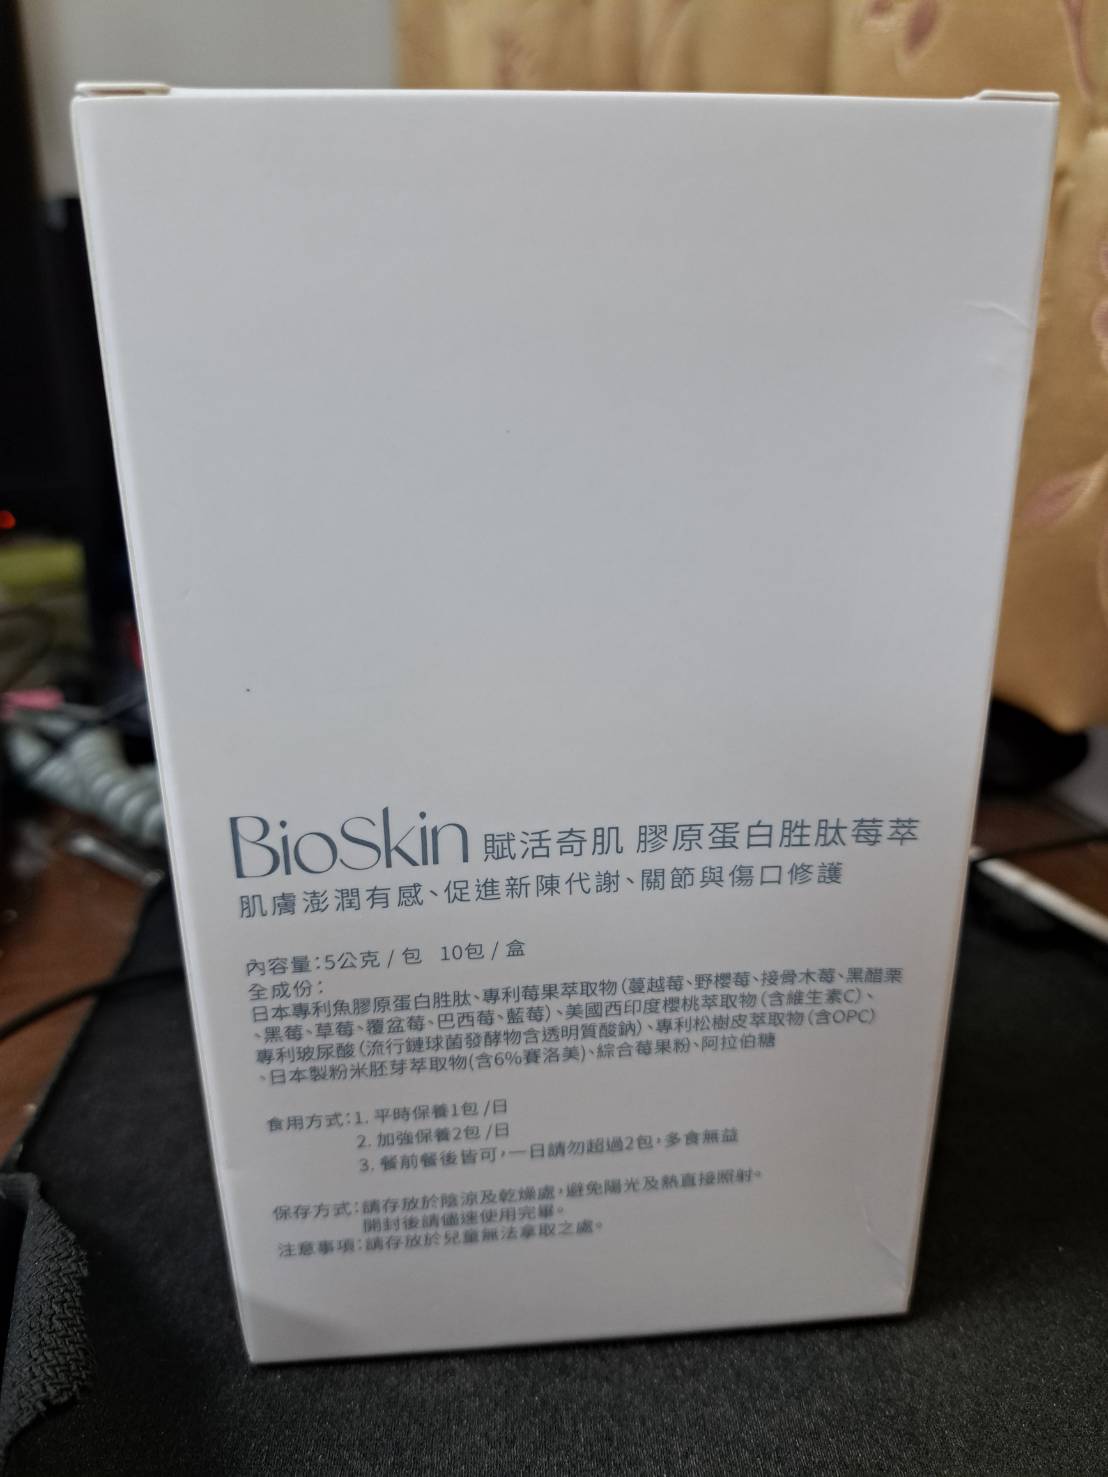 BioSkin 賦活奇肌 膠原蛋白胜肽莓萃
肌膚澎潤有感、促進新陳代謝、關節與傷口修護
內容量:5公克 / 包 10包 / 盒
全成份:
日本專利魚膠原蛋白胜肽、專利莓果萃取物(蔓越莓、野櫻莓、接骨木莓、黑醋栗
、黑莓、草莓、覆盆莓、巴西莓、藍莓)、美國西印度櫻桃萃取物(含維生素C)、
專利玻尿酸(流行鏈球菌發酵物含透明質酸鈉)、專利松樹皮萃取物(含OPC)
、日本製粉米胚芽萃取物(含6%賽洛美)、綜合莓果粉、阿拉伯糖
食用方式:1. 平時保養1包 /日
2. 加強保養2包 /日
3. 餐前餐後皆可,一日請勿超過2包,多食無益
保存方式:請存放於陰涼及乾燥處,避免陽光及熱直接照射。
開封後請儘速使用完畢。
注意事項:請存放於兒童無法拿取之處。